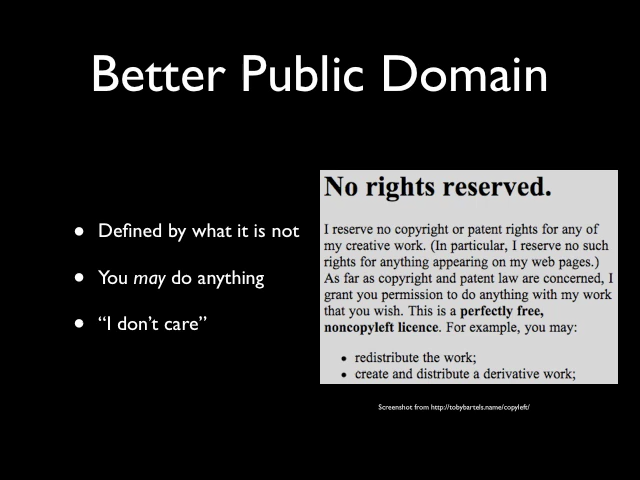 Better Public Domain
• Defined by what it is not
• You may do anything
• “I don’t care”
No rights reserved.
I reserve no copyright or patent rights for any of
my creative work. (In particular, I reserve no such
rights for anything appearing on my web pages.)
As far as copyright and patent law are concerned, I
grant you permission to do anything with my work
that you wish. This is a perfectly free,
noncopyleft licence. For example, you may:
• redistribute the work;
• create and distribute a derivative work;
Screenshot from http://tobybartels.name/copyleft/